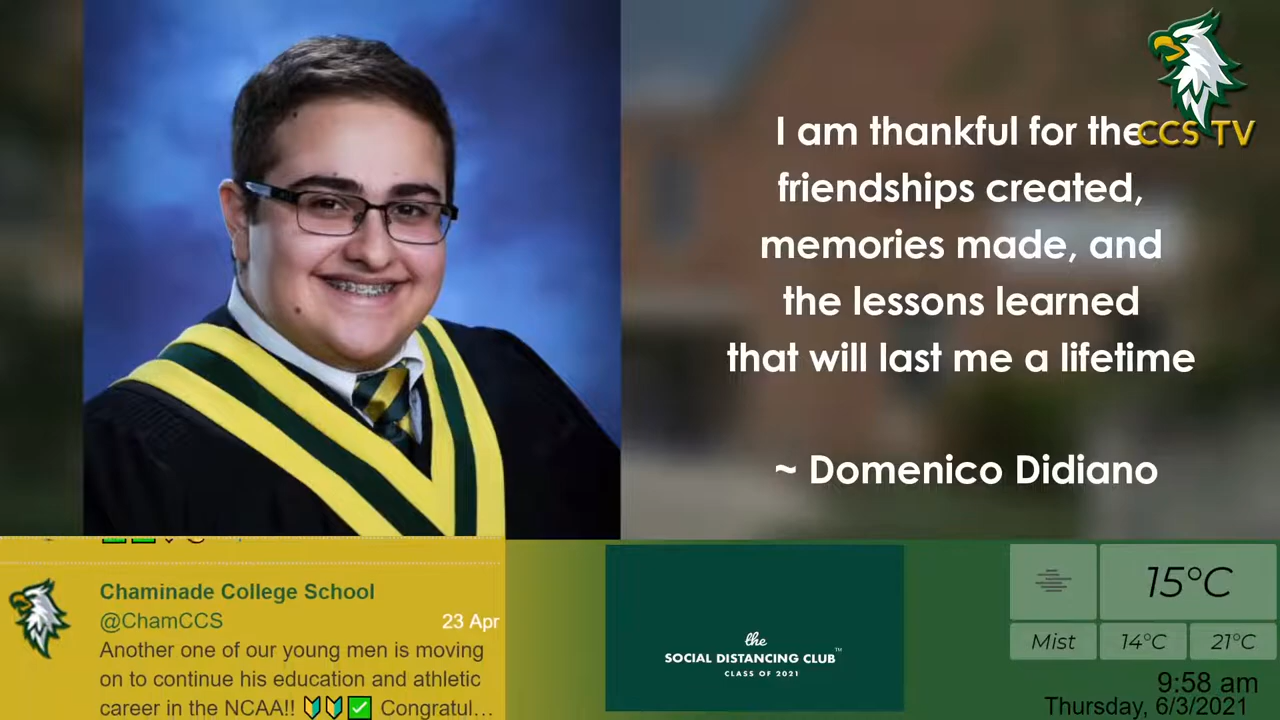 I am thankful for the
friendships created,
memories made, and
the lessons learned
that will last me a lifetime
~ Domenico Didiano
CCS TV
Chaminade College School
@ChamCCS
23 Apr
Another one of our young men is moving
on to continue his education and athletic
career in the NCAA!! 🔰🔰✅ Congratul...
the
SOCIAL DISTANCING CLUB™
CLASS OF 2021
15°C
Mist
14°C
21°C
9:58 am
Thursday, 6/3/2021